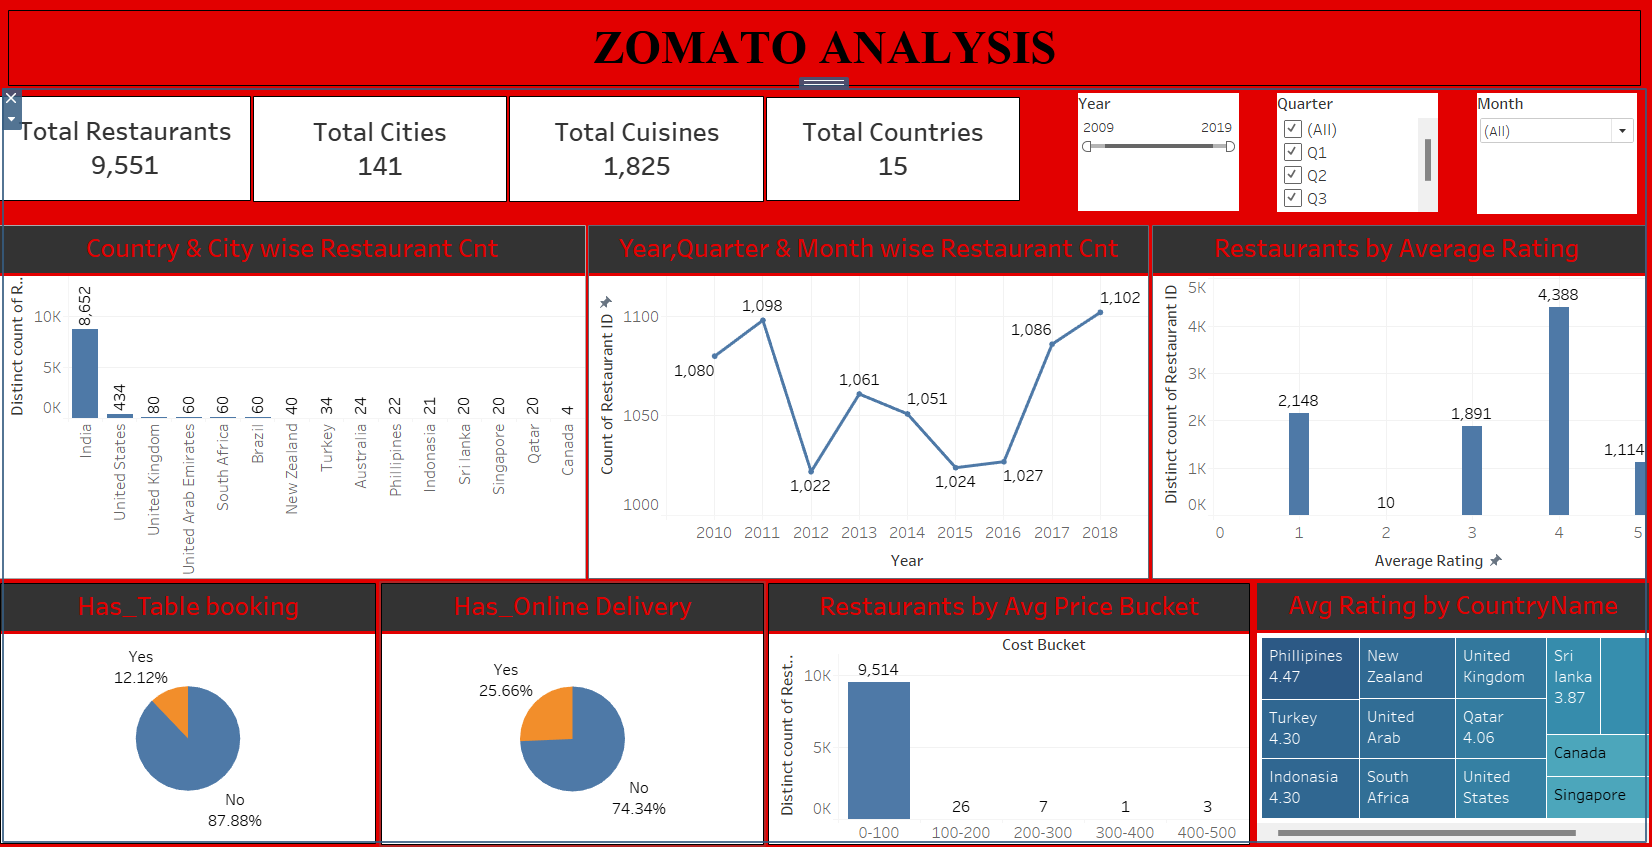 ZOMATO ANALYSIS
Total Restaurants
9,551
Total Cities
141
Total Cuisines
1,825
Total Countries
15
Year
2009 2019
Quarter
(All)
Q1
Q2
Q3
Month
(All)
Country & City wise Restaurant Cnt
Distinct count of R..
10K
5K
0K
8,652
434
80
60
60
60
40
34
24
22
21
20
20
20
4
India
United States
United Kingdom
United Arab Emirates
South Africa
Brazil
New Zealand
Turkey
Australia
Phillipines
Indonasia
Sri lanka
Singapore
Qatar
Canada
Year,Quarter & Month wise Restaurant Cnt
Count of Restaurant ID
1100
1050
1000
1,080
1,098
1,022
1,061
1,051
1,024
1,027
1,086
1,102
2010 2011 2012 2013 2014 2015 2016 2017 2018
Year
Restaurants by Average Rating
Distinct count of Restaurant ID
5K
4K
3K
2K
1K
0K
2,148
10
1,891
4,388
1,114
0 1 2 3 4 5
Average Rating
Has_Table booking
Yes
12.12%
No
87.88%
Has_Online Delivery
Yes
25.66%
No
74.34%
Restaurants by Avg Price Bucket
Cost Bucket
Distinct count of Rest..
10K
5K
0K
9,514
26
7
1
3
0-100 100-200 200-300 300-400 400-500
Avg Rating by CountryName
Phillipines
4.47
Turkey
4.30
Indonasia
4.30
New
Zealand
United
Arab
South
Africa
United
Kingdom
Qatar
4.06
United
States
Sri
lanka
3.87
Canada
Singapore